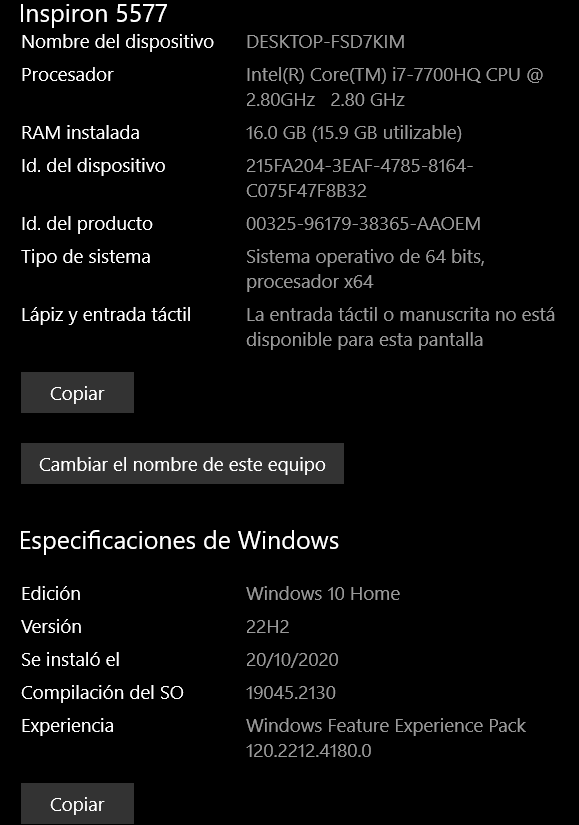 Inspiron 5577
Nombre del dispositivo DESKTOP-FSD7KIM
Procesador Intel(R) Core(TM) i7-7700HQ CPU @
2.80GHz 2.80 GHz
RAM instalada 16.0 GB (15.9 GB utilizable)
Id. del dispositivo 215FA204-3EAF-4785-8164-
C075F47F8B32
Id. del producto 00325-96179-38365-AAOEM
Tipo de sistema Sistema operativo de 64 bits,
procesador x64
Lápiz y entrada táctil La entrada táctil o manuscrita no está
disponible para esta pantalla
Copiar
Cambiar el nombre de este equipo
Especificaciones de Windows
Edición Windows 10 Home
Versión 22H2
Se instaló el 20/10/2020
Compilación del SO 19045.2130
Experiencia Windows Feature Experience Pack
120.2212.4180.0
Copiar